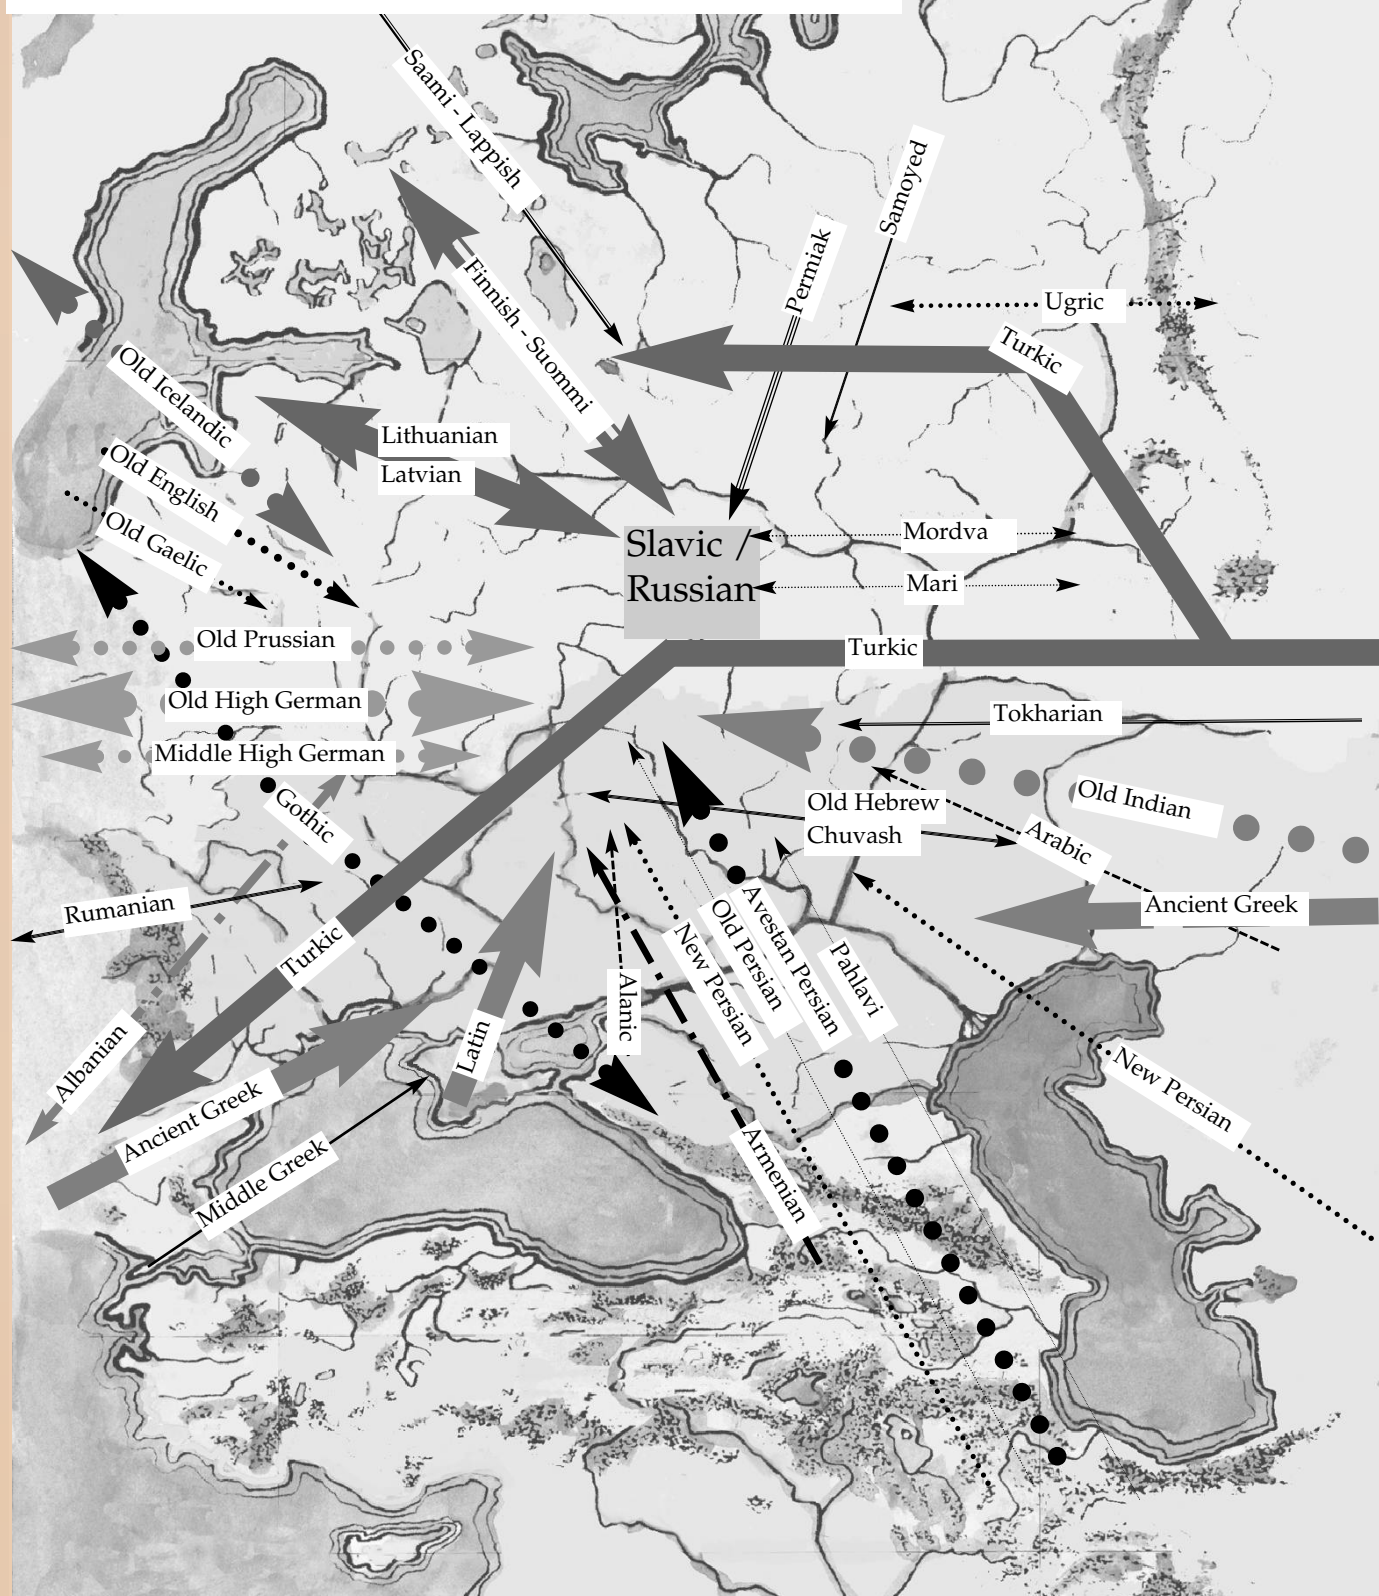 Saami - Lappish
Samoyed
Permiak
Finnish - Suommi
Ugric
Turkic
Old Icelandic
Lithuanian
Latvian
Old English
Old Gaelic
Slavic /
Russian
Mordva
Mari
Old Prussian
Turkic
Old High German
Tokharian
Middle High German
Old Indian
Gothic
Old Hebrew
Chuvash
Arabic
Rumanian
Ancient Greek
Turkic
New Persian
Old Persian
Avestan Persian
Pahlavi
Alanic
Latin
Albanian
Ancient Greek
New Persian
Middle Greek
Armenian